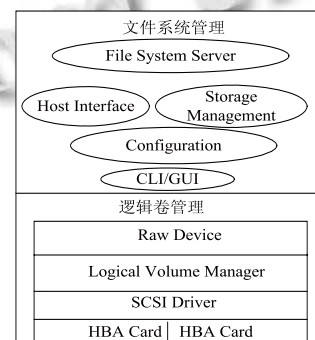 文件系统管理
File System Server
Host Interface
Storage
Management
Configuration
CLI/GUI
逻辑卷管理
Raw Device
Logical Volume Manager
SCSI Driver
HBA Card HBA Card